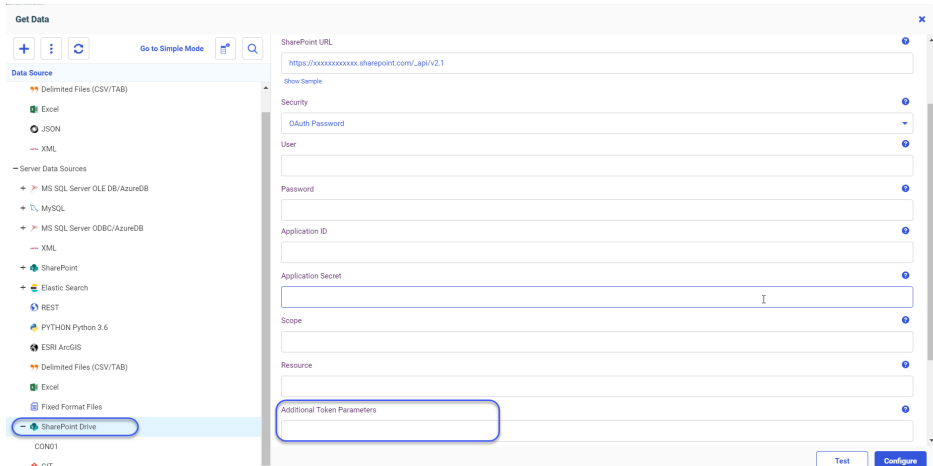 Get Data
Go to Simple Mode
Data Source
Delimited Files (CSV/TAB)
Excel
JSON
XML
Server Data Sources
MS SQL Server OLE DB/AzureDB
MySQL
MS SQL Server ODBC/AzureDB
XML
SharePoint
Elastic Search
REST
PYTHON Python 3.6
ESRI ArcGIS
Delimited Files (CSV/TAB)
Excel
Fixed Format Files
SharePoint Drive
CON01
GIT
SharePoint URL
https://xxxxxxxxxxxx.sharepoint.com/_api/v2.1
Show Sample
Security
OAuth Password
User
Password
Application ID
Application Secret
Scope
Resource
Additional Token Parameters
Test
Configure